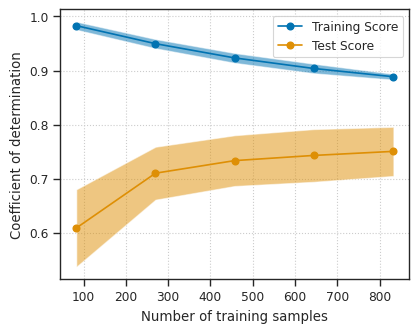 1.0
0.9
0.8
0.7
0.6
Coefficient of determination
Training Score
Test Score
100 200 300 400 500 600 700 800
Number of training samples